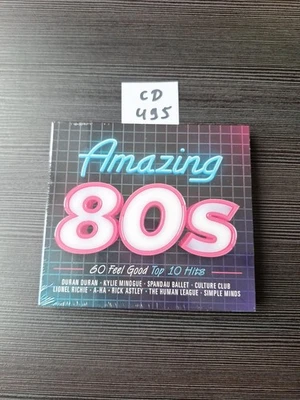 CD
495
Amazing
80s
60 Feel Good Top 10 Hits
DURAN DURAN · KYLIE MINOGUE · SPANDAU BALLET · CULTURE CLUB
LIONEL RICHIE · A-HA · RICK ASTLEY · THE HUMAN LEAGUE · SIMPLE MINDS